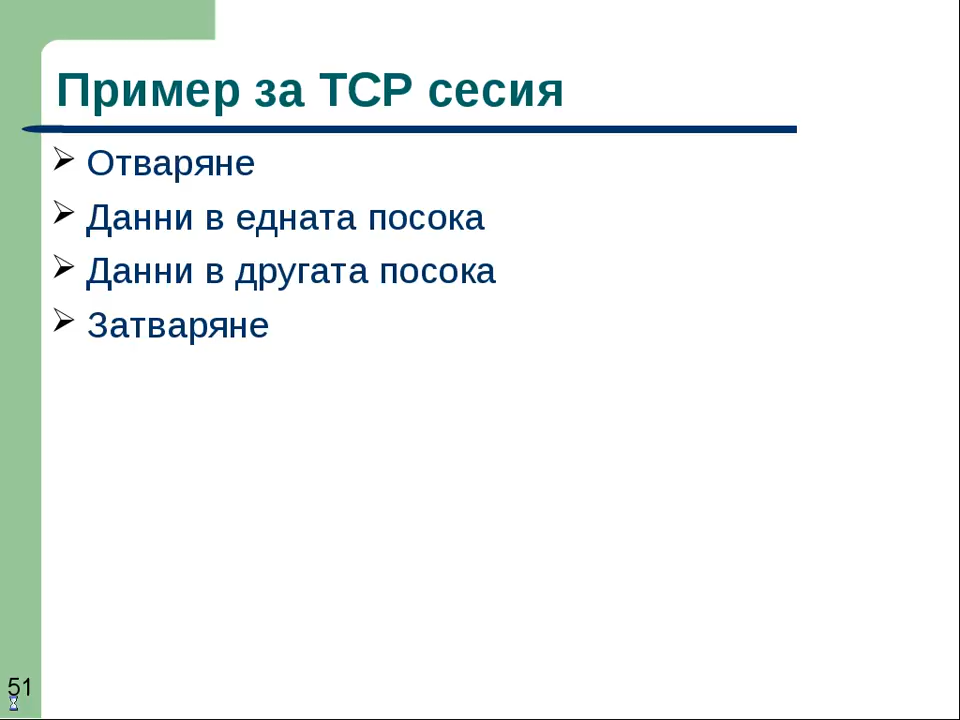 Пример за TCP сесия
Отваряне
Данни в едната посока
Данни в другата посока
Затваряне
51